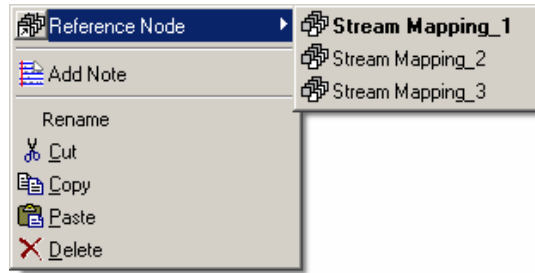 Reference Node
Add Note
Rename
Cut
Copy
Paste
Delete
Stream Mapping_1
Stream Mapping_2
Stream Mapping_3